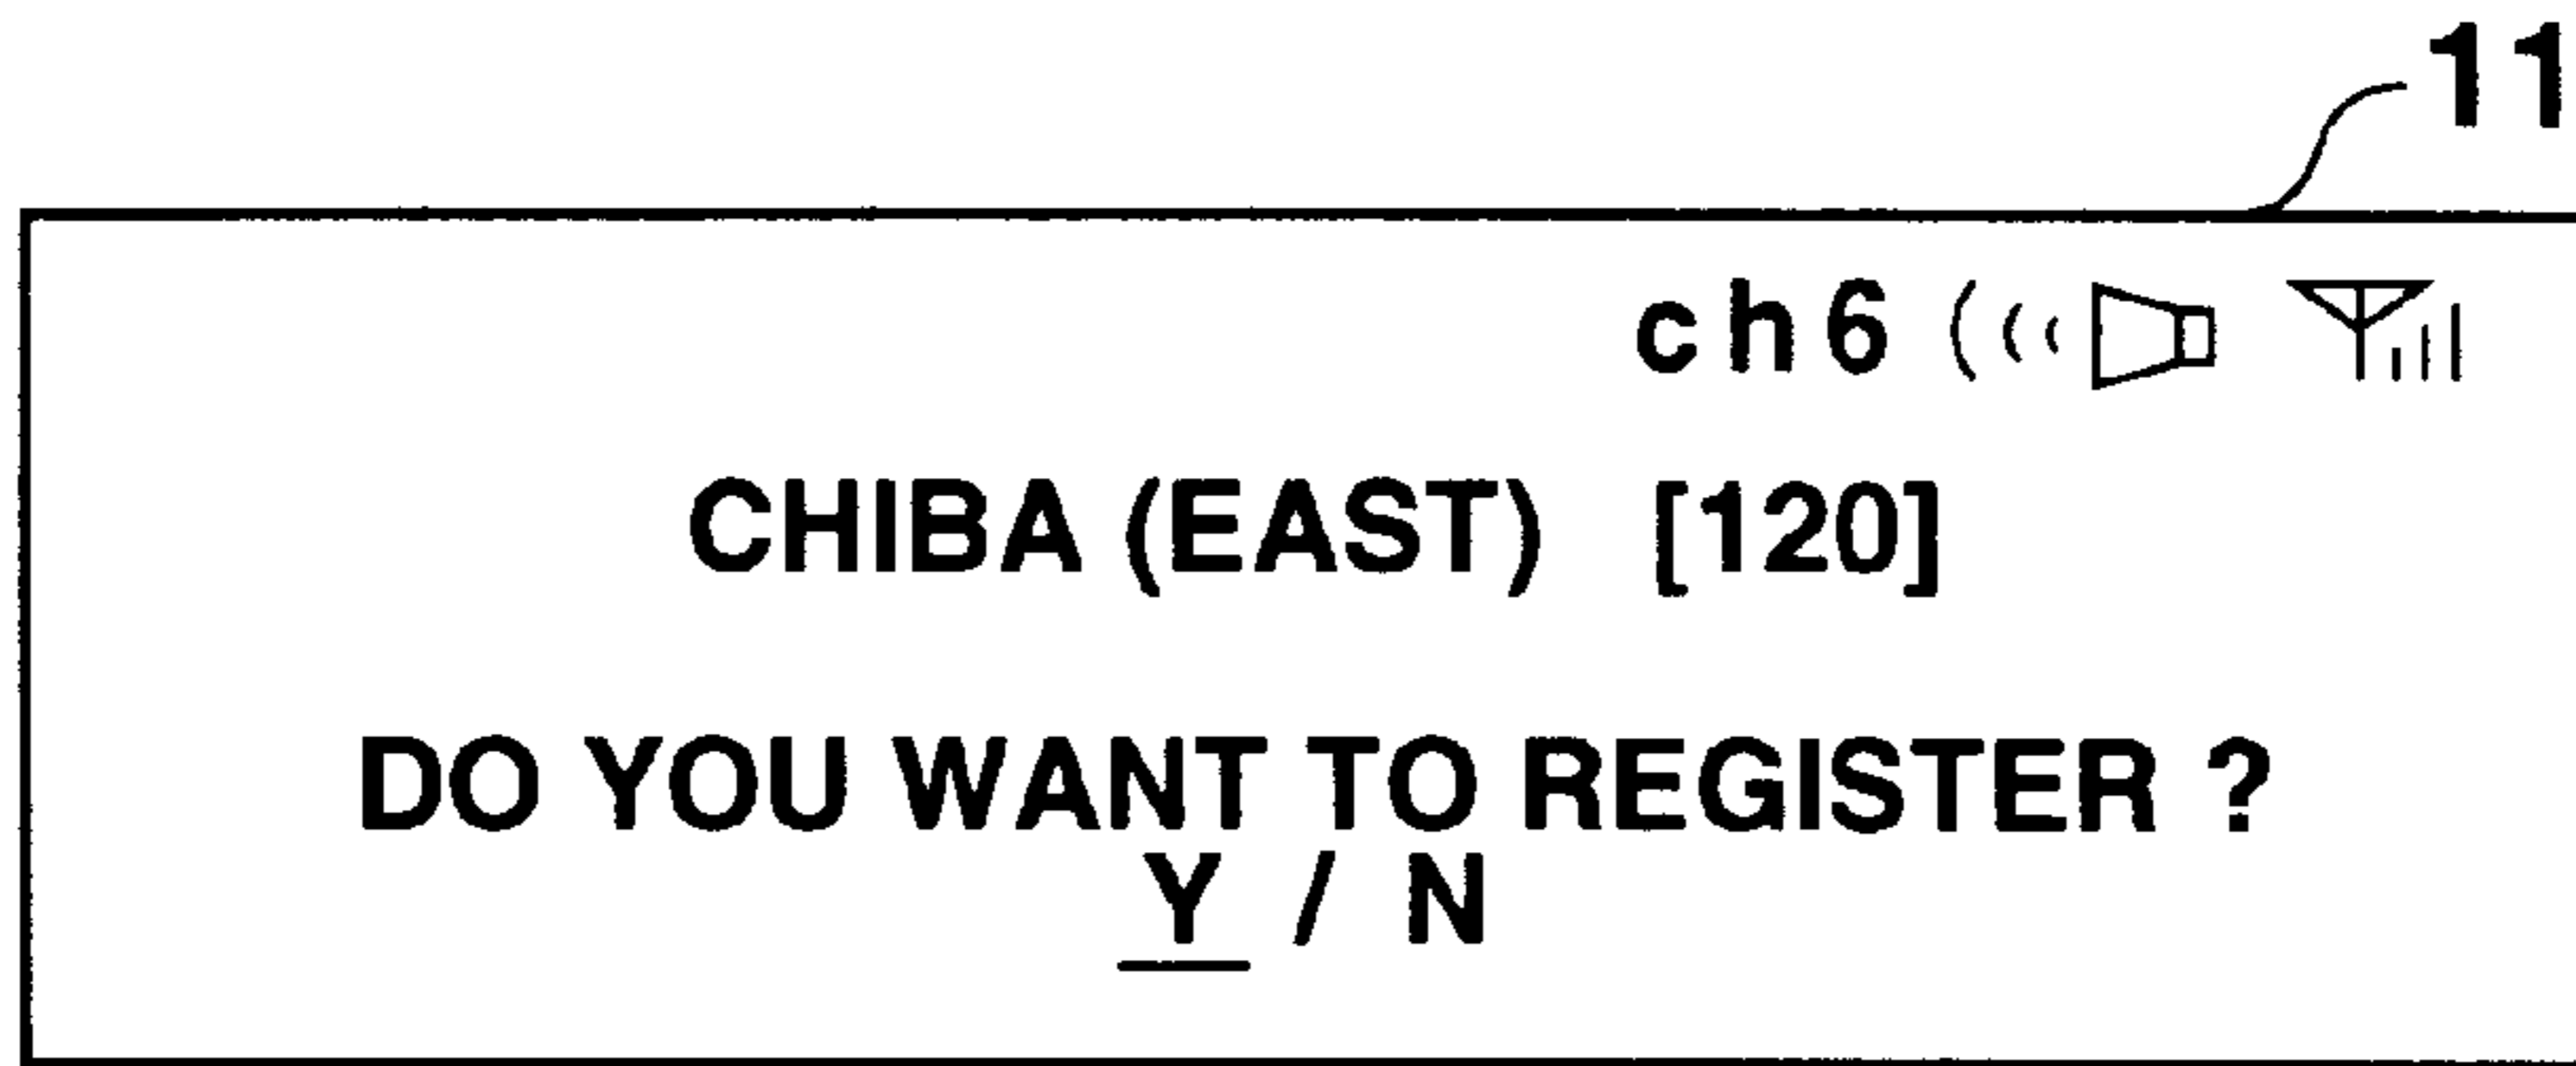 11
ch6
CHIBA (EAST) [120]
DO YOU WANT TO REGISTER ?
Y / N